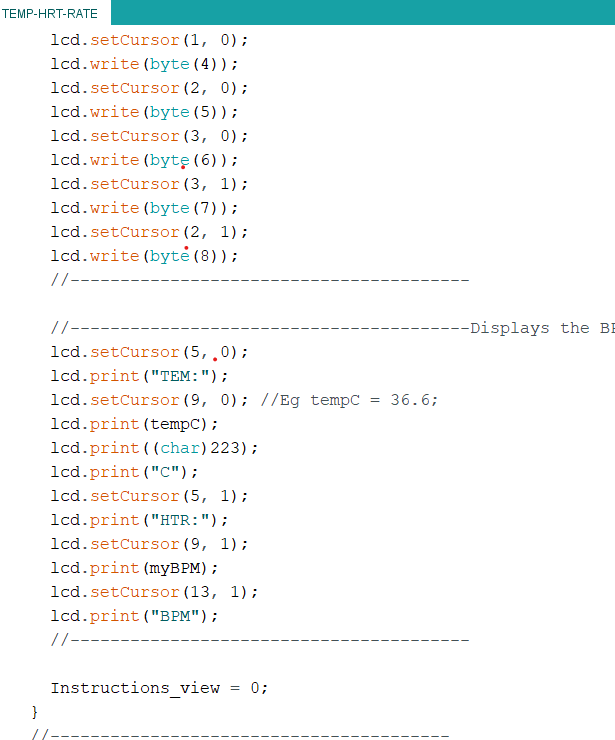 TEMP-HRT-RATE
lcd.setCursor(1, 0);
lcd.write(byte(4));
lcd.setCursor(2, 0);
lcd.write(byte(5));
lcd.setCursor(3, 0);
lcd.write(byte(6));
lcd.setCursor(3, 1);
lcd.write(byte(7));
lcd.setCursor(2, 1);
lcd.write(byte(8));
//----------------------------------------
//----------------------------------------Displays the
lcd.setCursor(5, 0);
lcd.print("TEM:");
lcd.setCursor(9, 0); //Eg tempC = 36.6;
lcd.print(tempC);
lcd.print((char)223);
lcd.print("C");
lcd.setCursor(5, 1);
lcd.print("HTR:");
lcd.setCursor(9, 1);
lcd.print(myBPM);
lcd.setCursor(13, 1);
lcd.print("BPM");
//----------------------------------------
Instructions_view = 0;
}
//----------------------------------------